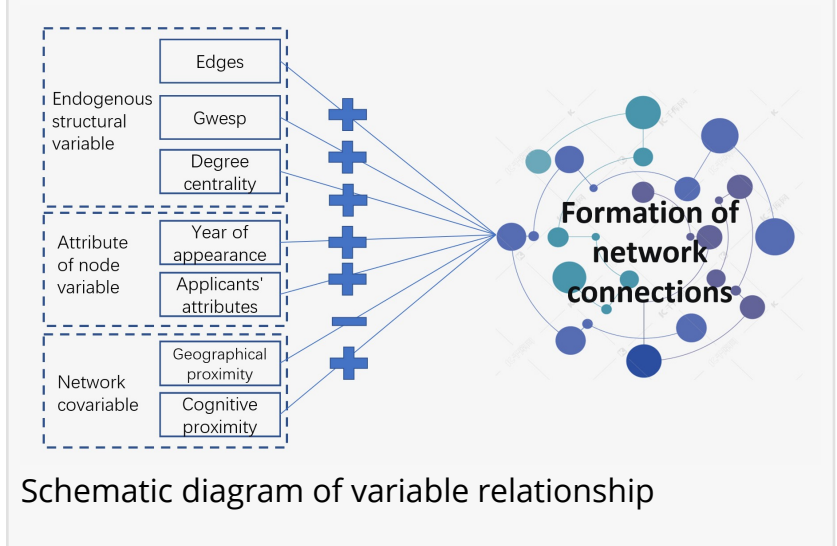 Endogenous
structural
variable
Edges
Gwesp
Degree
centrality
Attribute
of node
variable
Year of
appearance
Applicants'
attributes
Network
covariable
Geographical
proximity
Cognitive
proximity
Formation of
network
connections
Schematic diagram of variable relationship